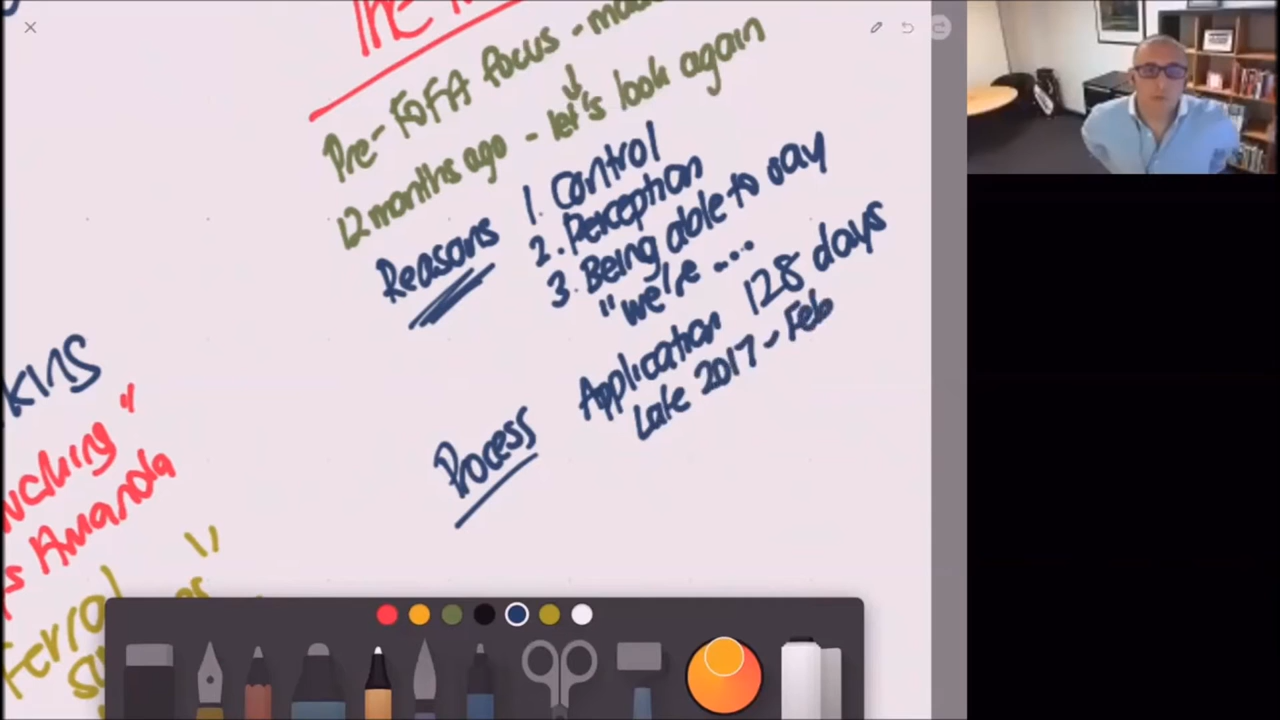 Pre-FoFA focus -
12 months ago - let's look again
Reasons
1. Control
2. Perception
3. Being able to say
"we're ....
Process
Application 128 days
Late 2017 - Feb
Amanda